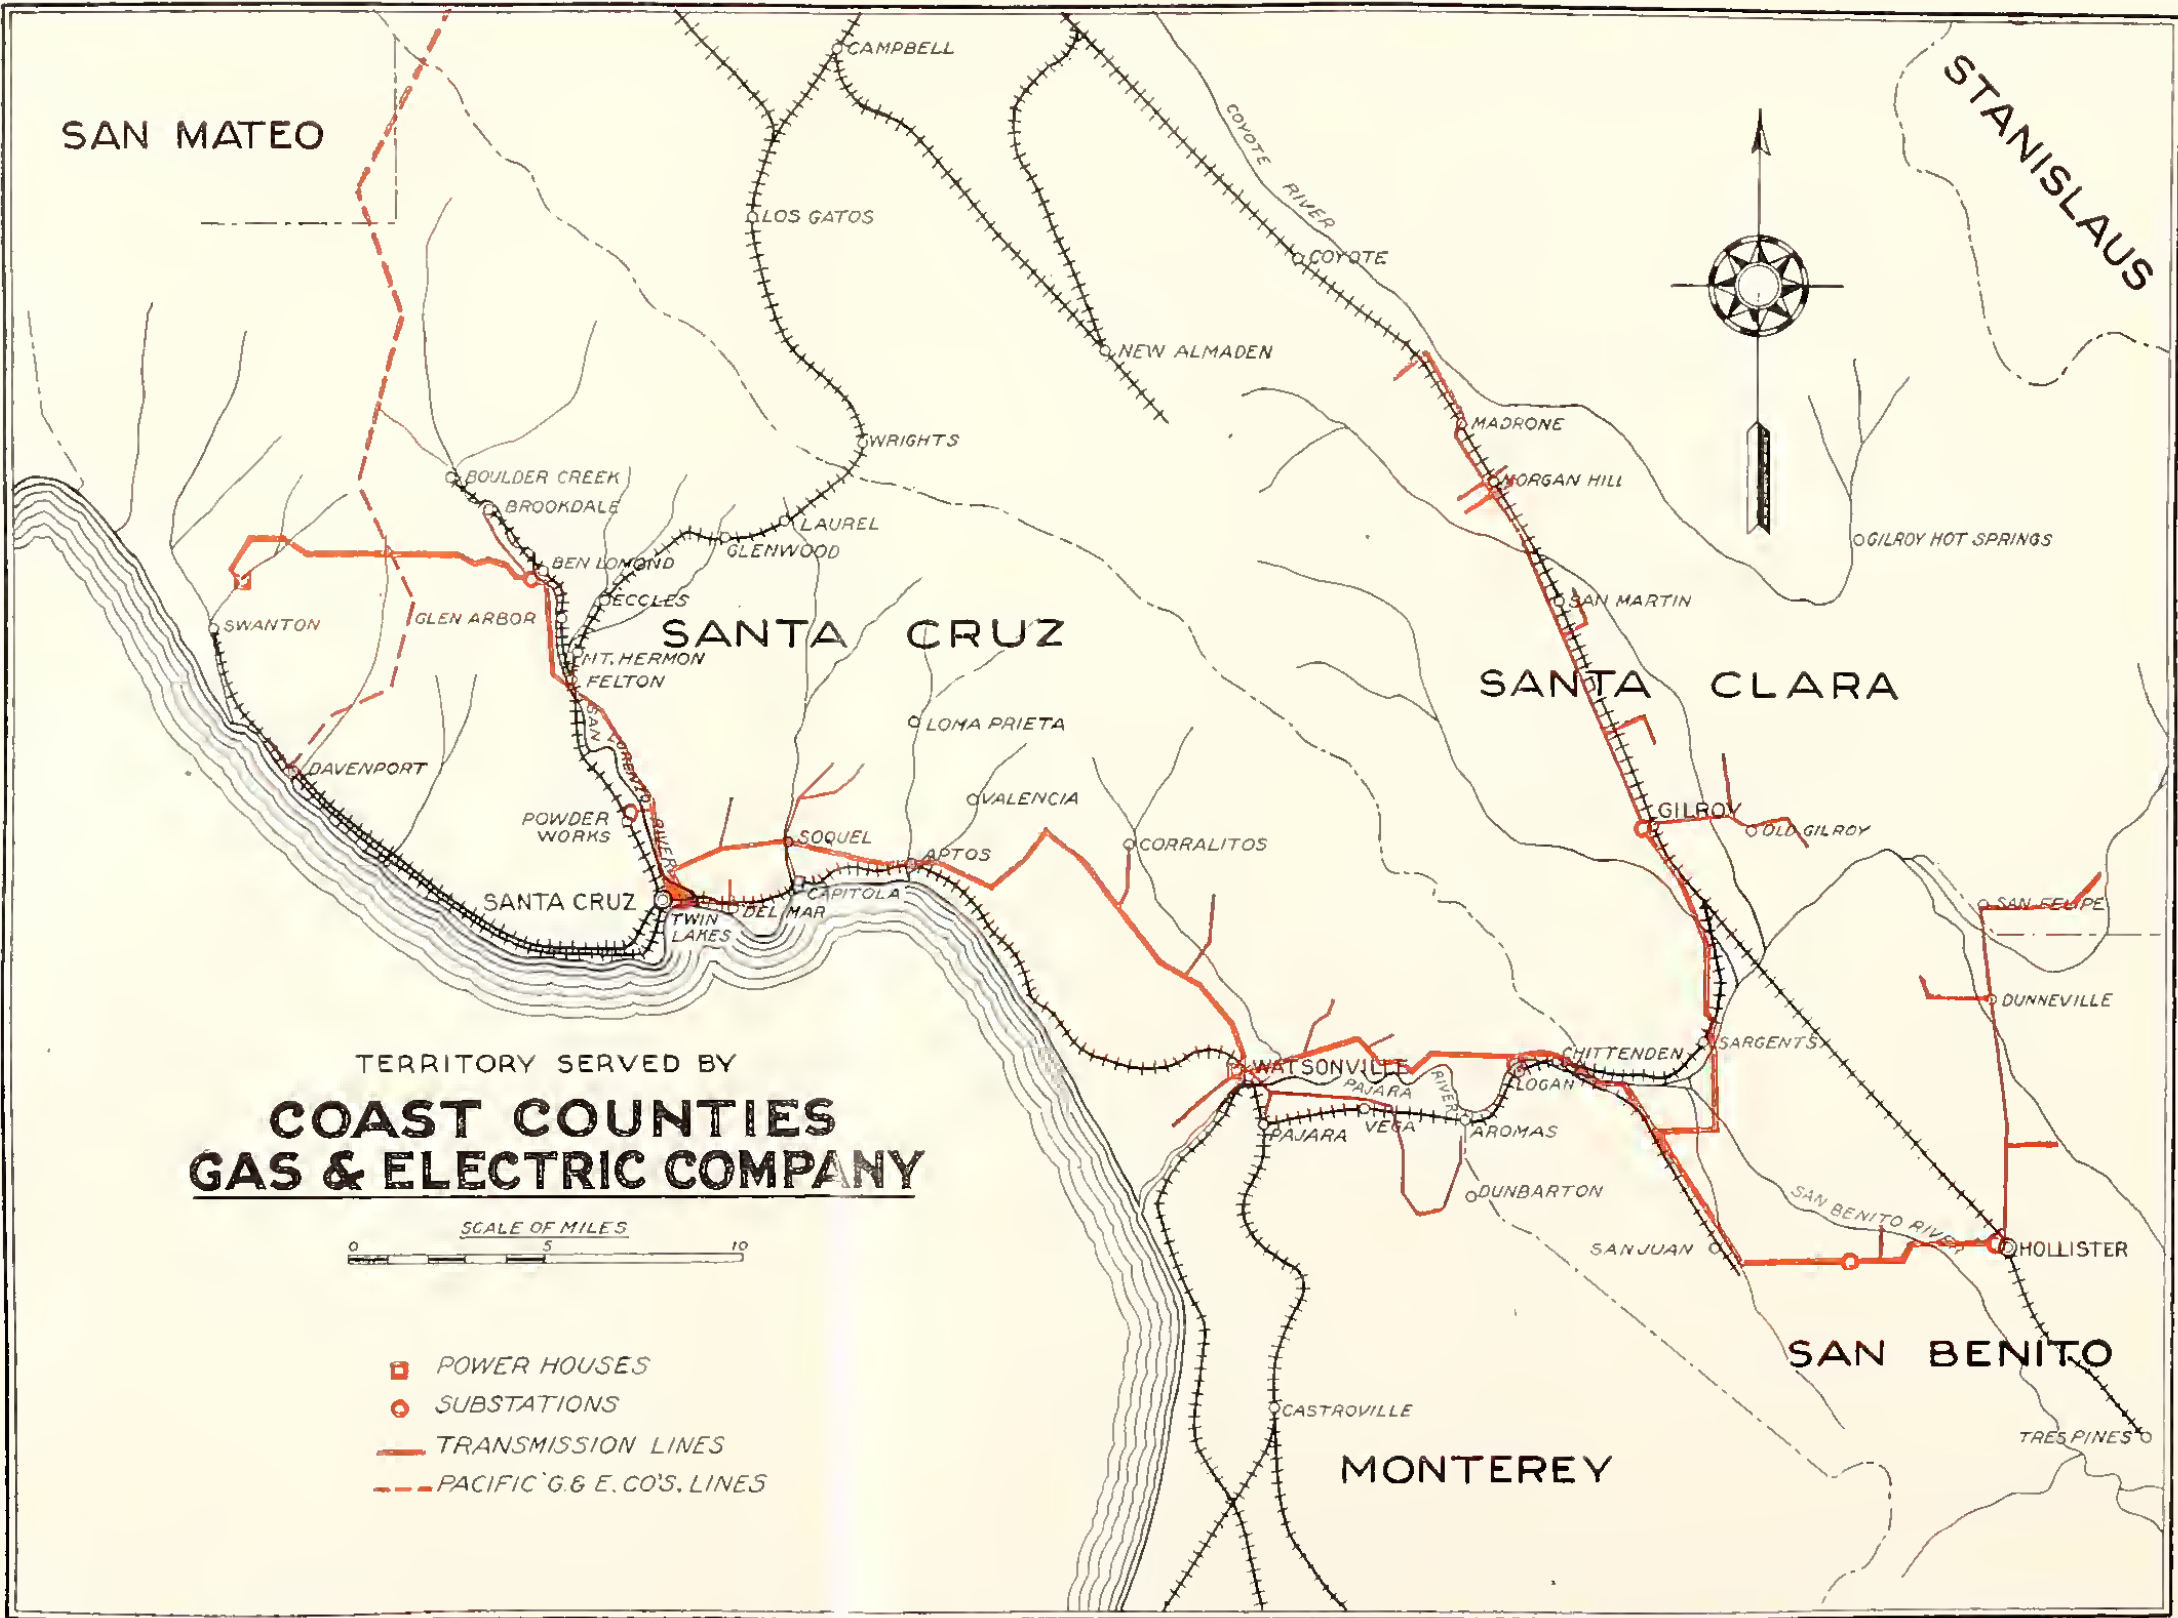 SAN MATEO
CAMPBELL
STANISLAUS
COYOTE RIVER
LOS GATOS
COYOTE
NEW ALMADEN
MADRONE
WRIGHTS
MORGAN HILL
BOULDER CREEK
BROOKDALE
LAUREL
GLENWOOD
GILROY HOT SPRINGS
BEN LOMOND
ECCLES
SAN MARTIN
SWANTON
GLEN ARBOR
SANTA CRUZ
MT. HERMON
FELTON
SANTA CLARA
SAN LORENZO RIVER
LOMA PRIETA
DAVENPORT
VALENCIA
POWDER
WORKS
SOQUEL
CORRALITOS
GILROY
OLD GILROY
APTOS
SANTA CRUZ
CAPITOLA
TWIN
LAKES
DEL MAR
SAN FELIPE
DUNNEVILLE
SARGENTS
CHITTENDEN
WATSONVILLE
LOGAN
PAJARA RIVER
PAJARA
VEGA
AROMAS
DUNBARTON
SAN BENITO RIVER
SAN JUAN
HOLLISTER
TERRITORY SERVED BY
COAST COUNTIES
GAS & ELECTRIC COMPANY
SCALE OF MILES
0 5 10
SAN BENITO
CASTROVILLE
TRES PINES
MONTEREY
POWER HOUSES
SUBSTATIONS
TRANSMISSION LINES
PACIFIC G. & E. CO'S. LINES